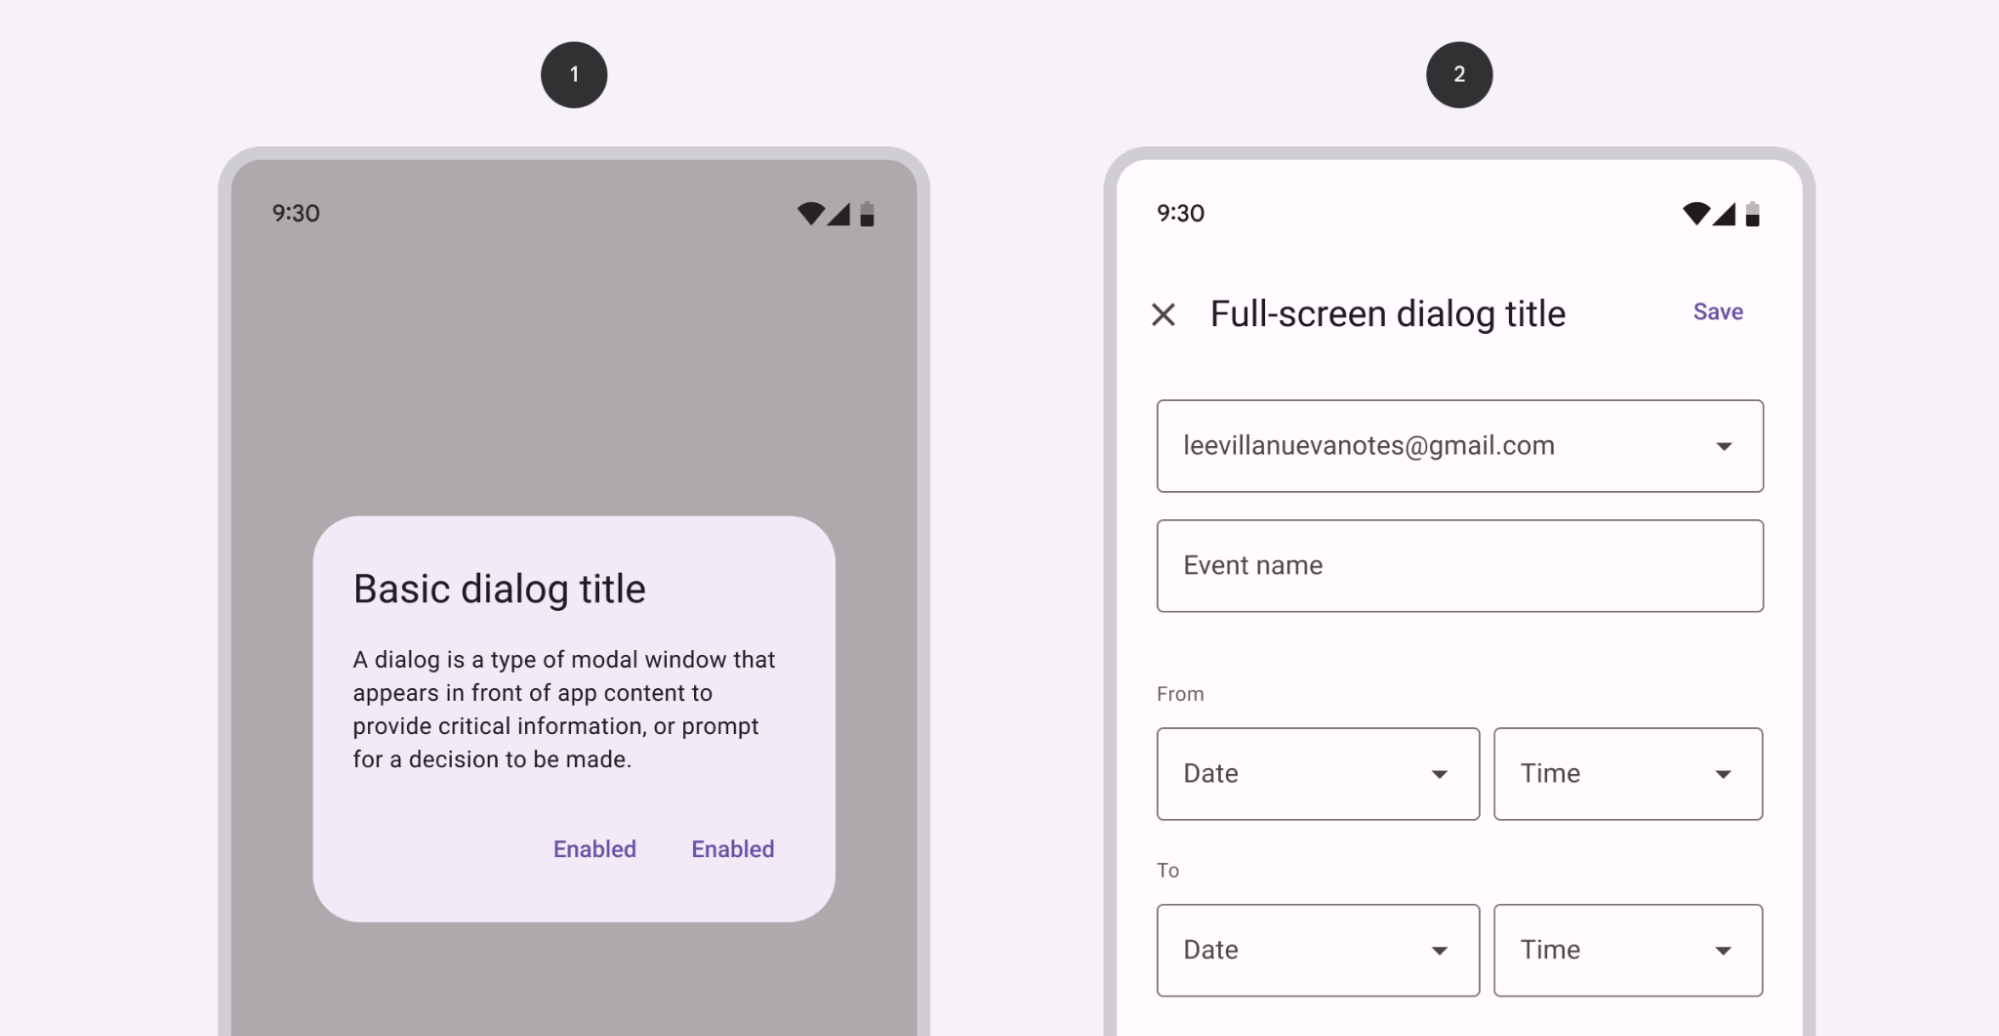 1
9:30
Basic dialog title
A dialog is a type of modal window that
appears in front of app content to
provide critical information, or prompt
for a decision to be made.
Enabled Enabled
2
9:30
Full-screen dialog title Save
leevillanuevanotes@gmail.com
Event name
From
Date Time
To
Date Time